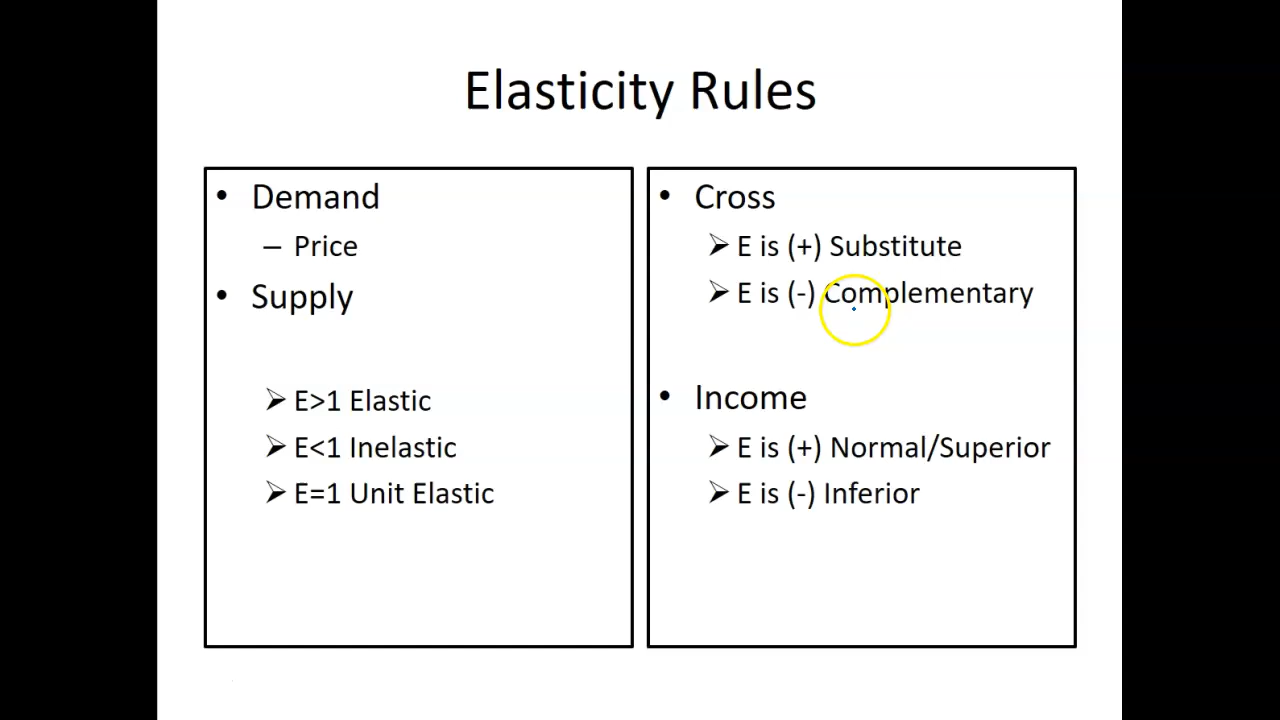 Elasticity Rules
• Demand
– Price
• Supply
➢ E>1 Elastic
➢ E<1 Inelastic
➢ E=1 Unit Elastic
• Cross
➢ E is (+) Substitute
➢ E is (-) Complementary
• Income
➢ E is (+) Normal/Superior
➢ E is (-) Inferior